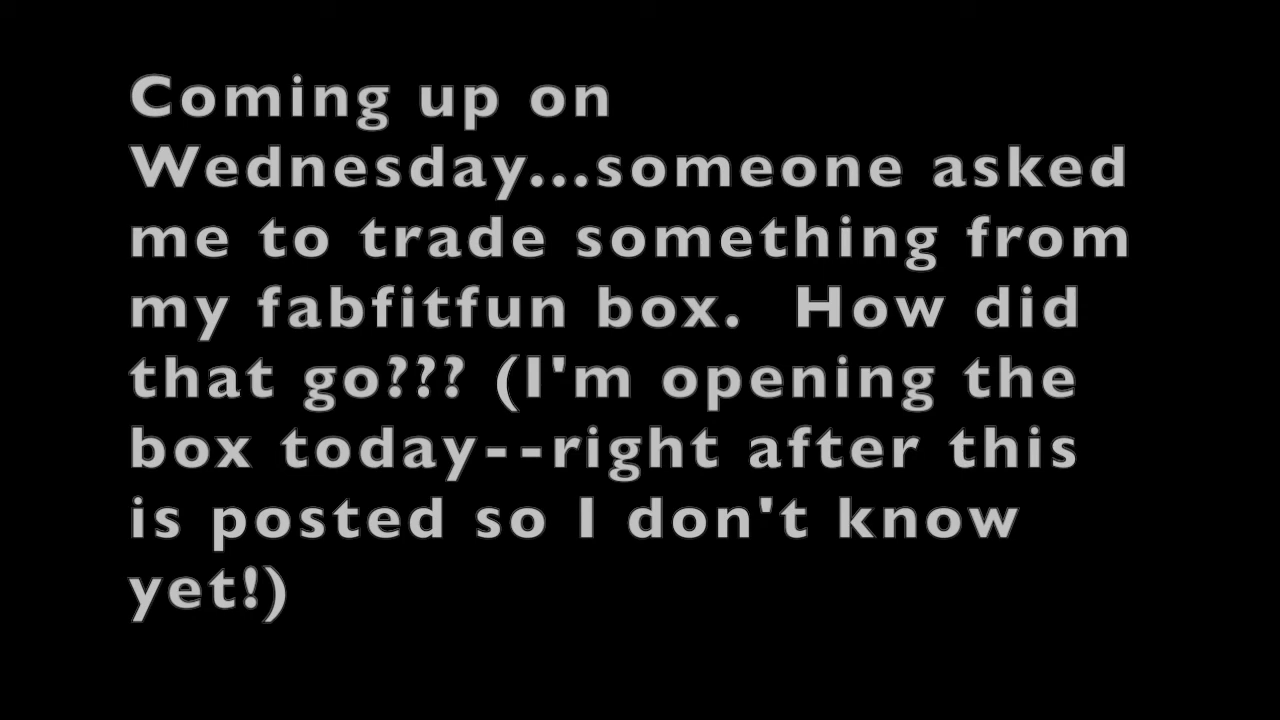 Coming up on
Wednesday...someone asked
me to trade something from
my fabfitfun box.  How did
that go??? (I'm opening the
box today--right after this
is posted so I don't know
yet!)